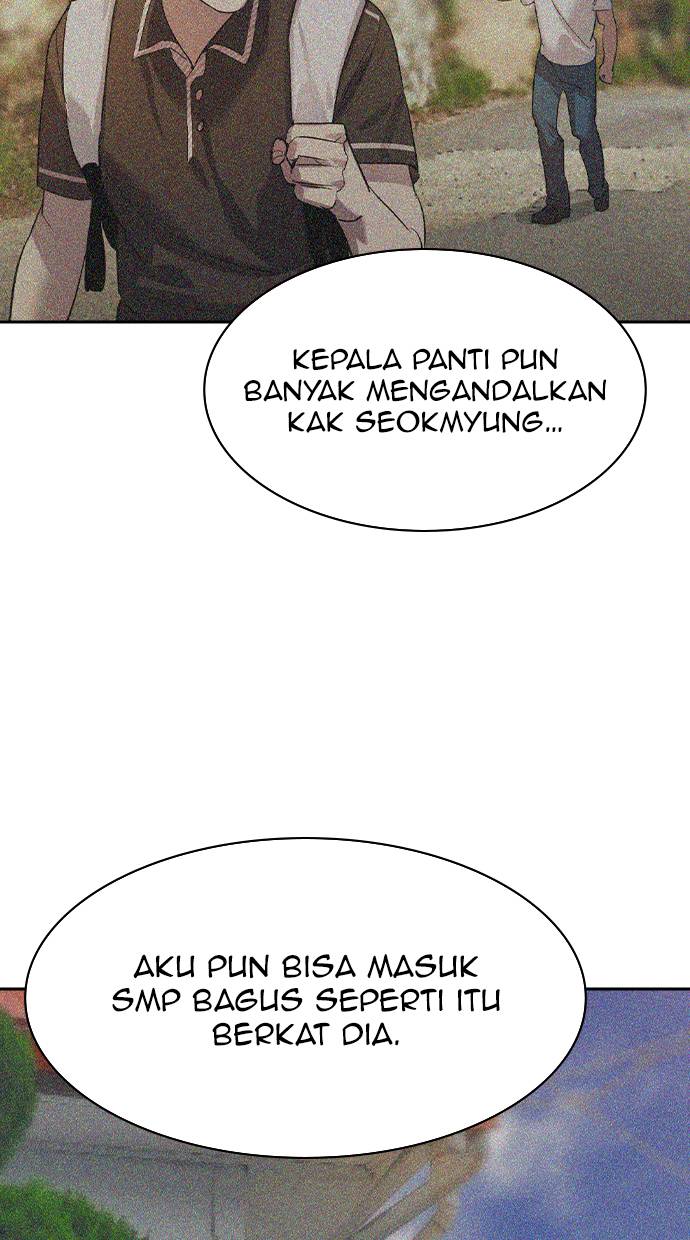 KEPALA PANTI PUN
BANYAK MENGANDALKAN
KAK SEOKMYUNG...
AKU PUN BISA MASUK
SMP BAGUS SEPERTI ITU
BERKAT DIA.